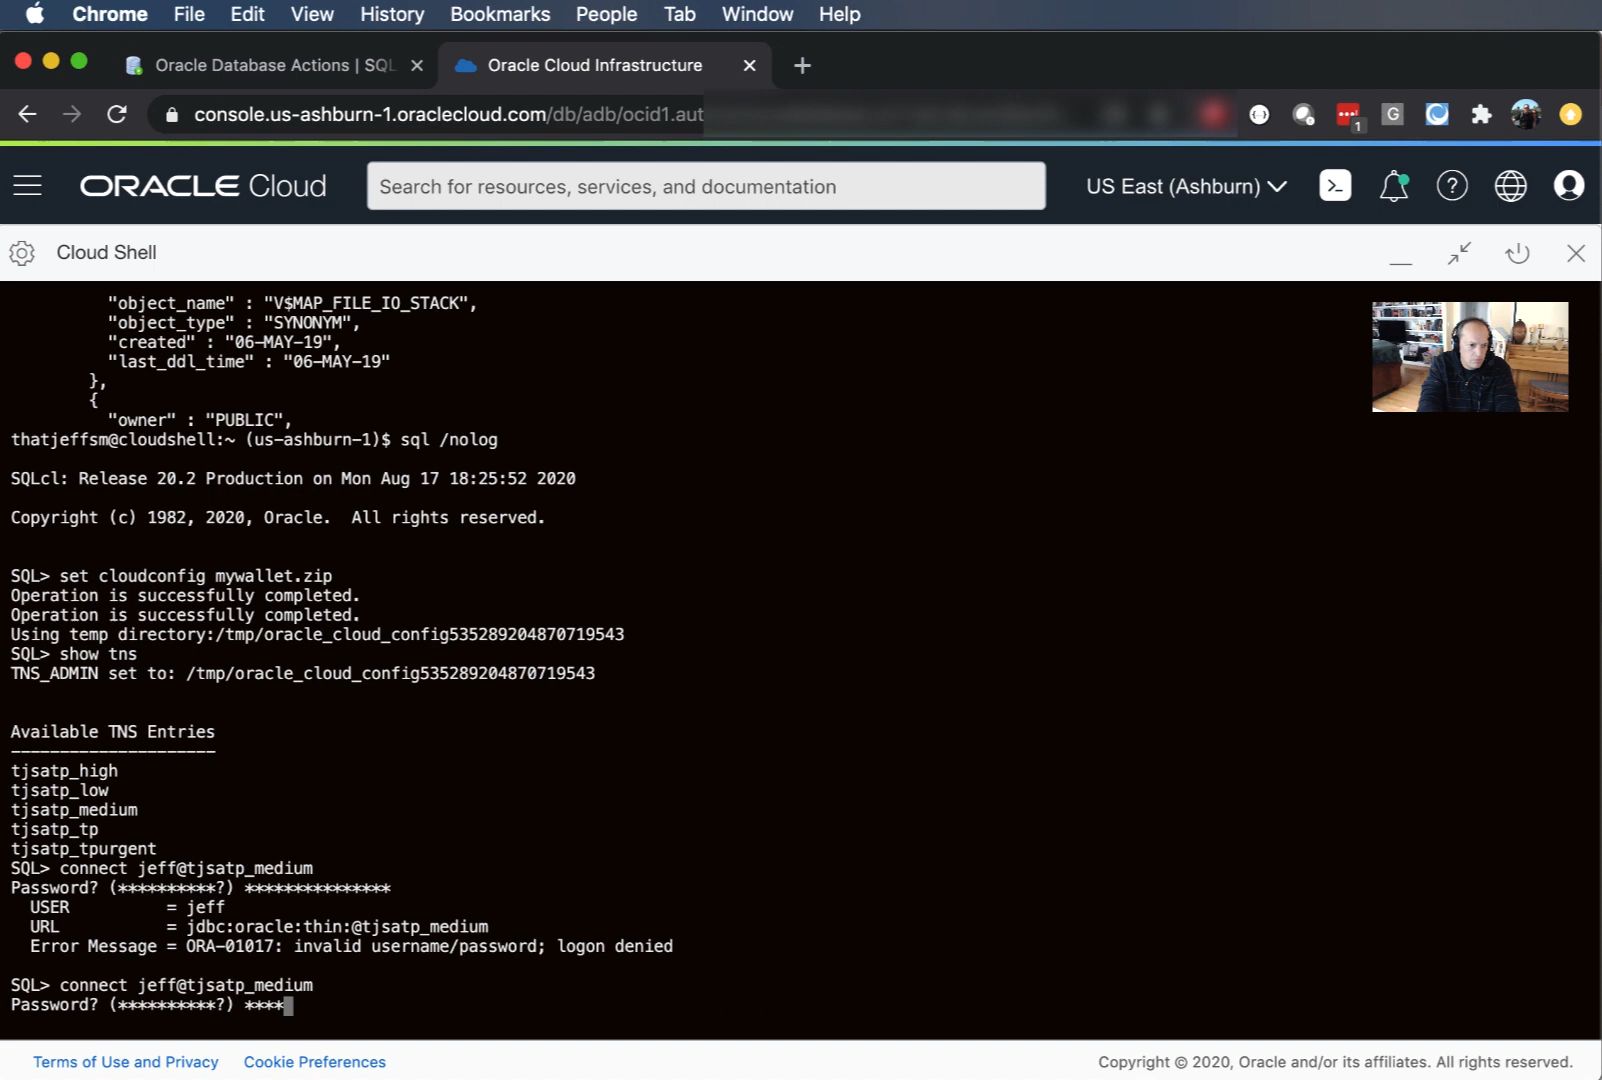 Chrome File Edit View History Bookmarks People Tab Window Help
Oracle Database Actions | SQL
Oracle Cloud Infrastructure
console.us-ashburn-1.oraclecloud.com/db/adb/ocid1.aut
1
G
ORACLE Cloud
Search for resources, services, and documentation
US East (Ashburn)
Cloud Shell
"object_name" : "V$MAP_FILE_IO_STACK",
"object_type" : "SYNONYM",
"created" : "06-MAY-19",
"last_ddl_time" : "06-MAY-19"
},
{
"owner" : "PUBLIC",
thatjeffsm@cloudshell:~ (us-ashburn-1)$ sql /nolog
SQLcl: Release 20.2 Production on Mon Aug 17 18:25:52 2020
Copyright (c) 1982, 2020, Oracle.  All rights reserved.
SQL> set cloudconfig mywallet.zip
Operation is successfully completed.
Operation is successfully completed.
Using temp directory:/tmp/oracle_cloud_config535289204870719543
SQL> show tns
TNS_ADMIN set to: /tmp/oracle_cloud_config535289204870719543
Available TNS Entries
----------------------
tjsatp_high
tjsatp_low
tjsatp_medium
tjsatp_tp
tjsatp_tpurgent
SQL> connect jeff@tjsatp_medium
Password? (**********?) ***************
USER = jeff
URL = jdbc:oracle:thin:@tjsatp_medium
Error Message = ORA-01017: invalid username/password; logon denied
SQL> connect jeff@tjsatp_medium
Password? (**********?) ****
Terms of Use and Privacy Cookie Preferences
Copyright © 2020, Oracle and/or its affiliates. All rights reserved.